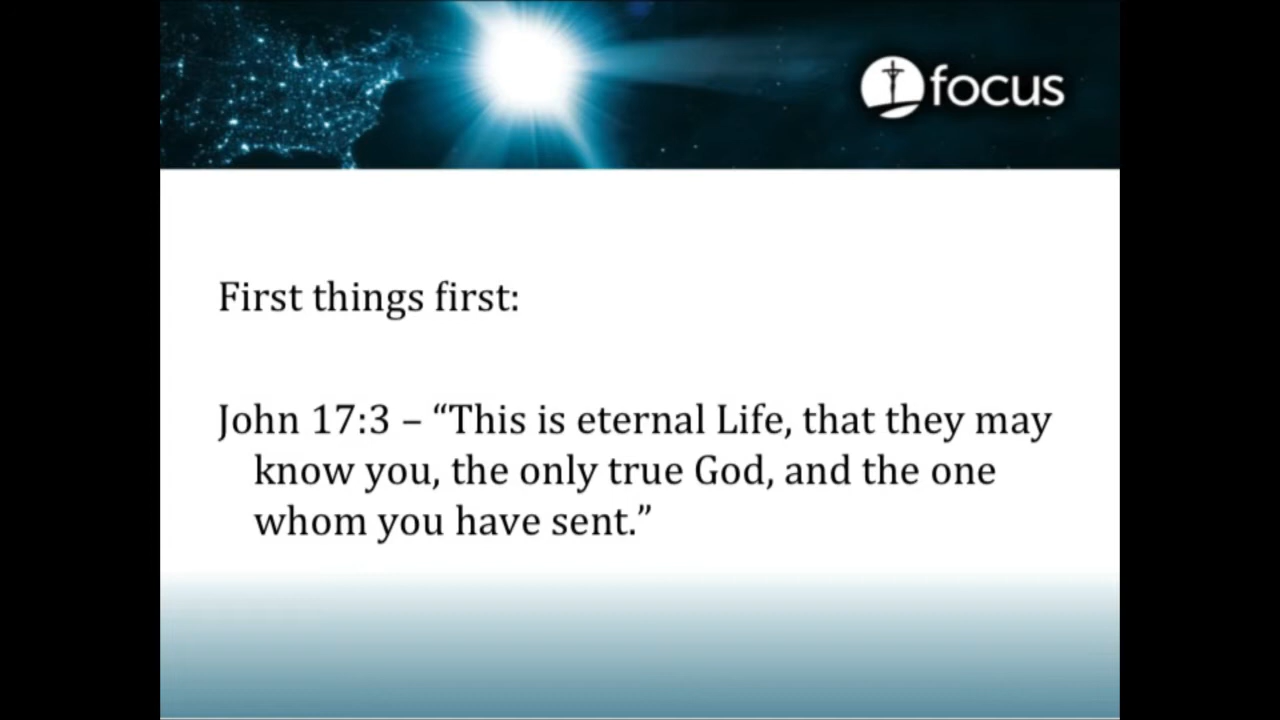 focus
First things first:
John 17:3 – “This is eternal Life, that they may
know you, the only true God, and the one
whom you have sent.”